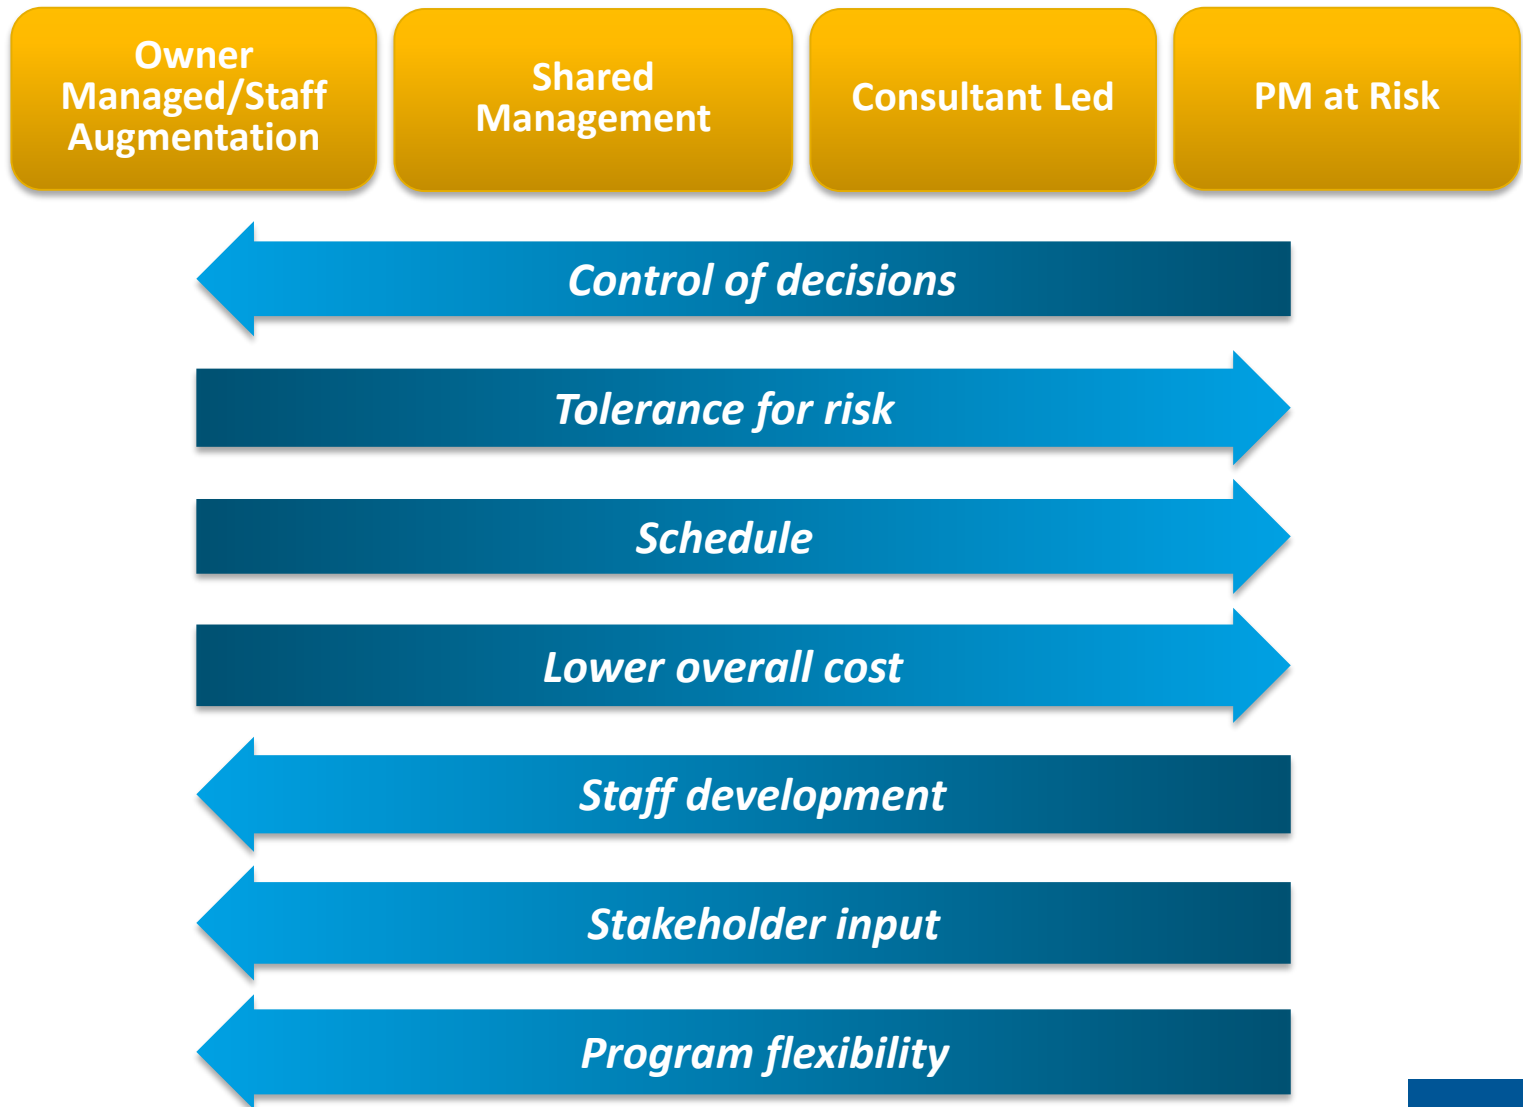 Owner
Managed/Staff
Augmentation
Shared
Management
Consultant Led
PM at Risk
Control of decisions
Tolerance for risk
Schedule
Lower overall cost
Staff development
Stakeholder input
Program flexibility